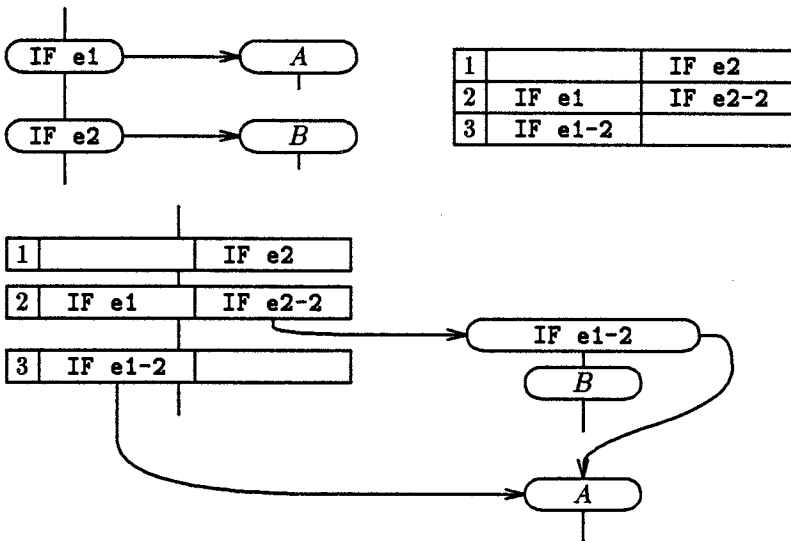 IF e1 A
IF e2 B
1 IF e2
2 IF e1 IF e2-2
3 IF e1-2
1 IF e2
2 IF e1 IF e2-2
3 IF e1-2
IF e1-2
B
A